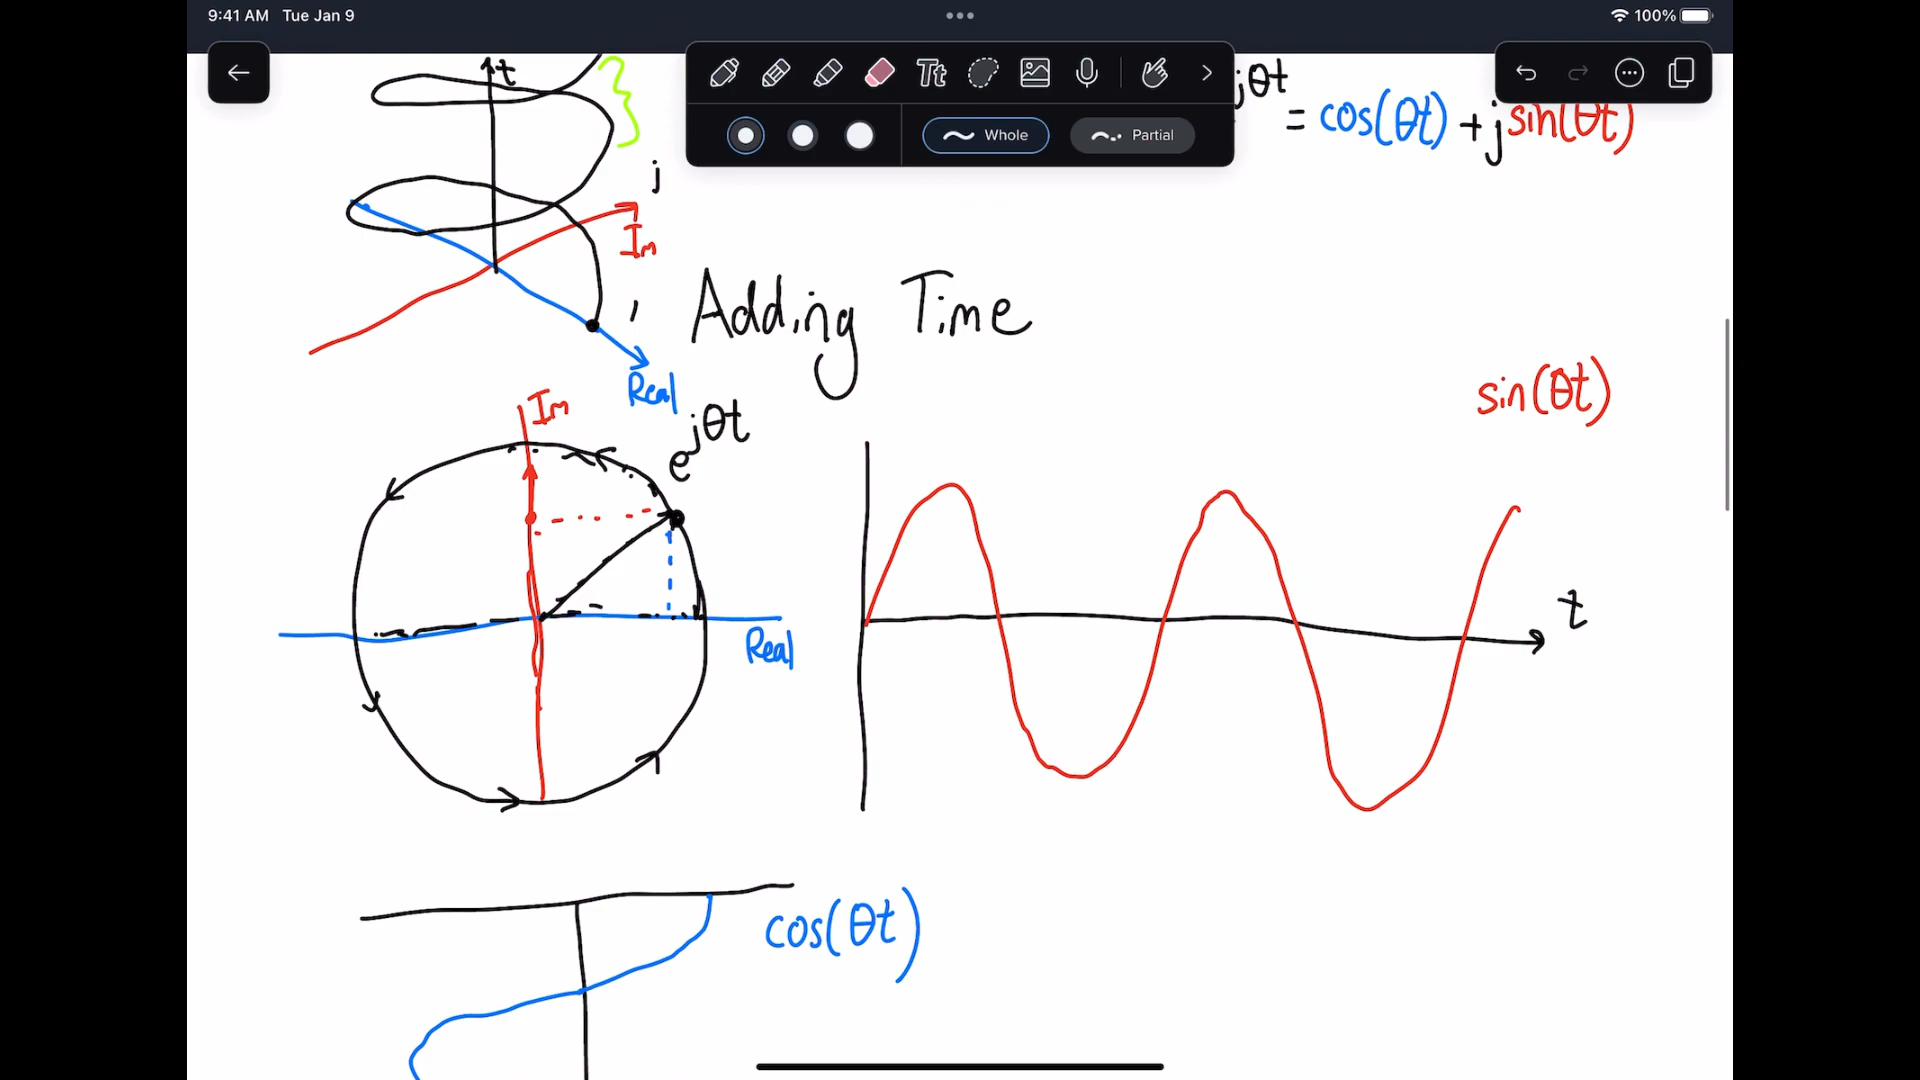 9:41 AM Tue Jan 9
100%
Whole
Partial
t
jθt
= cos(θt) + j sin(θt)
j
Im
Adding Time
Real
Im
e^jθt
sin(θt)
t
Real
cos(θt)